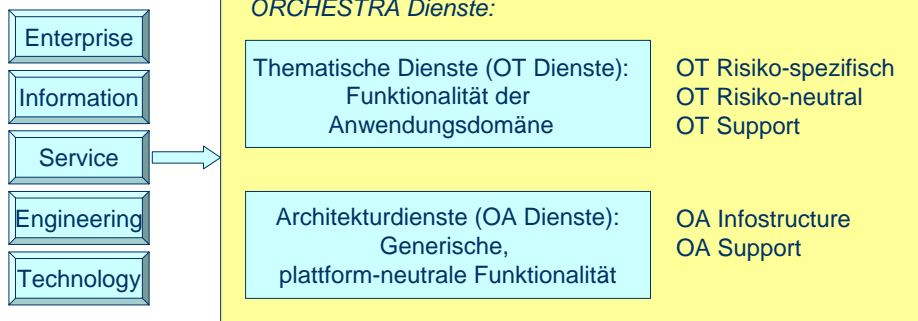 ORCHESTRA Dienste:
Enterprise
Information
Service
Engineering
Technology
Thematische Dienste (OT Dienste):
Funktionalität der
Anwendungsdomäne
OT Risiko-spezifisch
OT Risiko-neutral
OT Support
Architekturdienste (OA Dienste):
Generische,
plattform-neutrale Funktionalität
OA Infostructure
OA Support